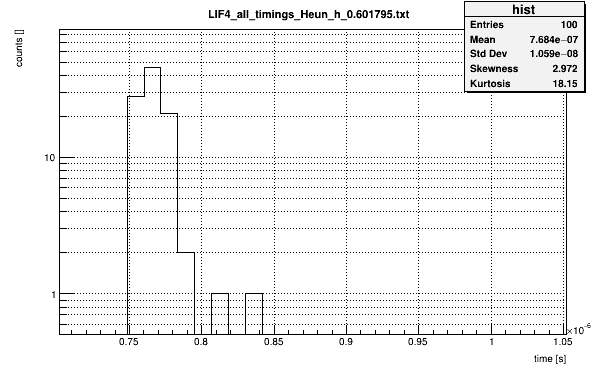 LIF4_all_timings_Heun_h_0.601795.txt
hist
Entries 100
Mean 7.684e−07
Std Dev 1.059e−08
Skewness 2.972
Kurtosis 18.15
counts []
10
1
0.75 0.8 0.85 0.9 0.95 1 1.05
×10−6
time [s]